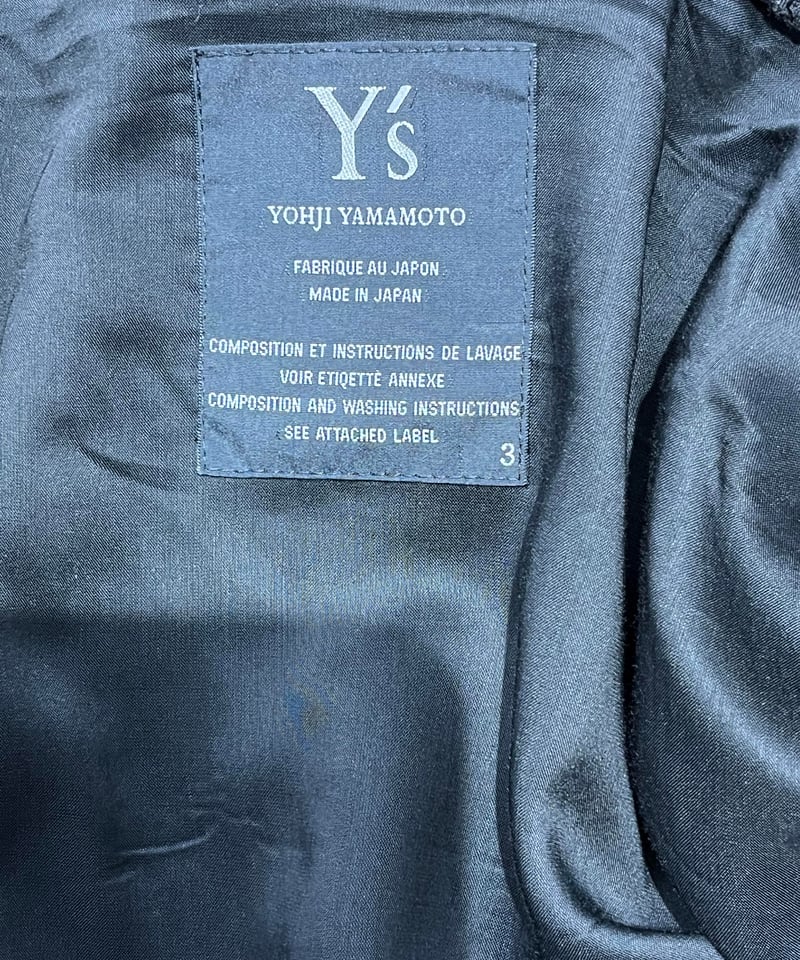 Y's
YOHJI YAMAMOTO
FABRIQUE AU JAPON
MADE IN JAPAN
COMPOSITION ET INSTRUCTIONS DE LAVAGE
VOIR ETIQETTE ANNEXE
COMPOSITION AND WASHING INSTRUCTIONS
SEE ATTACHED LABEL
3